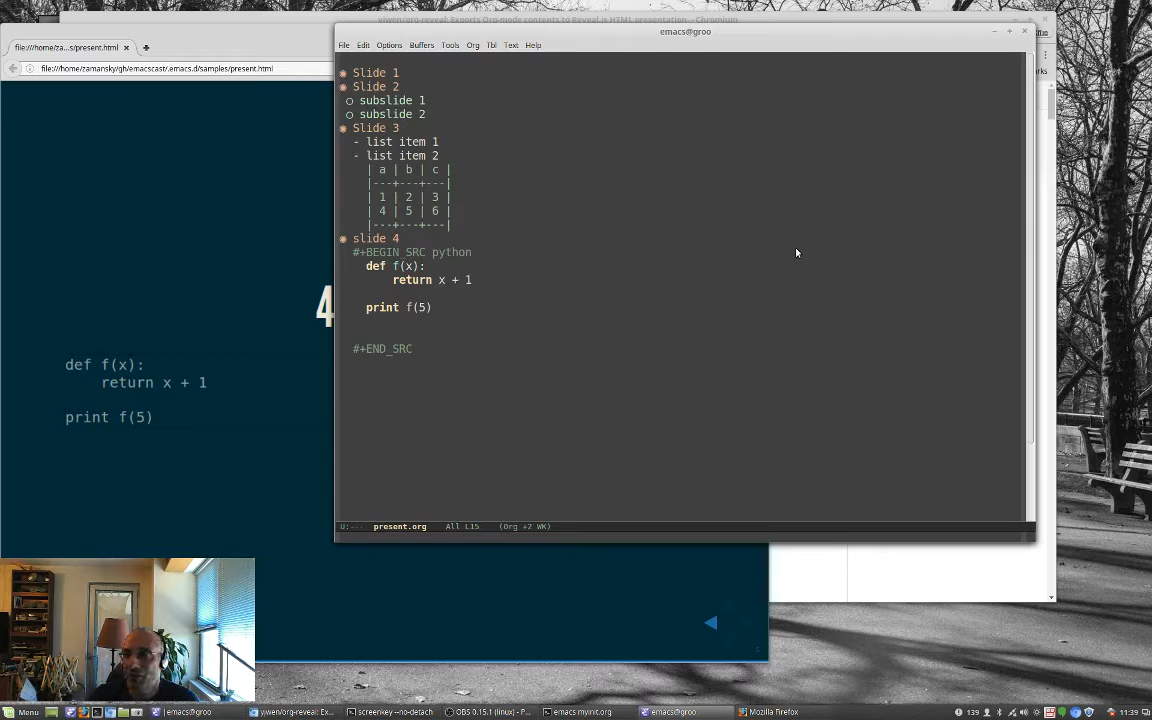 yjwen/org-reveal: Exports Org-mode contents to Reveal.js HTML presentation - Chromium
file:///home/za...s/present.html
file:///home/zamansky/gh/emacscast/.emacs.d/samples/present.html
emacs@groo
File Edit Options Buffers Tools Org Tbl Text Help
Slide 1
Slide 2
subslide 1
subslide 2
Slide 3
- list item 1
- list item 2
| a | b | c |
|---+---+---|
| 1 | 2 | 3 |
| 4 | 5 | 6 |
|---+---+---|
slide 4
#+BEGIN_SRC python
def f(x):
return x + 1
print f(5)
#+END_SRC
U:--- present.org All L15 (Org +2 WK)
4
def f(x):
return x + 1
print f(5)
5
Menu
emacs@groo
yjwen/org-reveal: Ex...
screenkey --no-detach
OBS 0.15.1 (linux) - P...
emacs myinit.org
emacs@groo
Mozilla Firefox
139
11:39